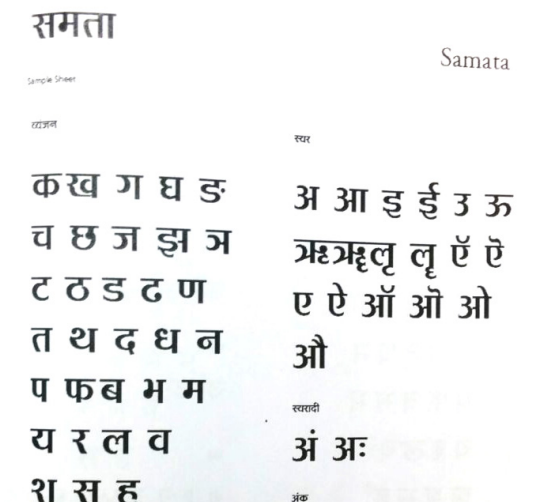 समता
Samata
Sample Sheet
व्यंजन
क ख ग घ ङ
च छ ज झ ञ
ट ठ ड ढ ण
त थ द ध न
प फ ब भ म
य र ल व
श स ह
स्वर
अ आ इ ई उ ऊ
ऋ ॠ ऌ ॡ ऍ ऎ
ए ऐ ऑ ऒ ओ
औ
स्वरादी
अं अः
अंक